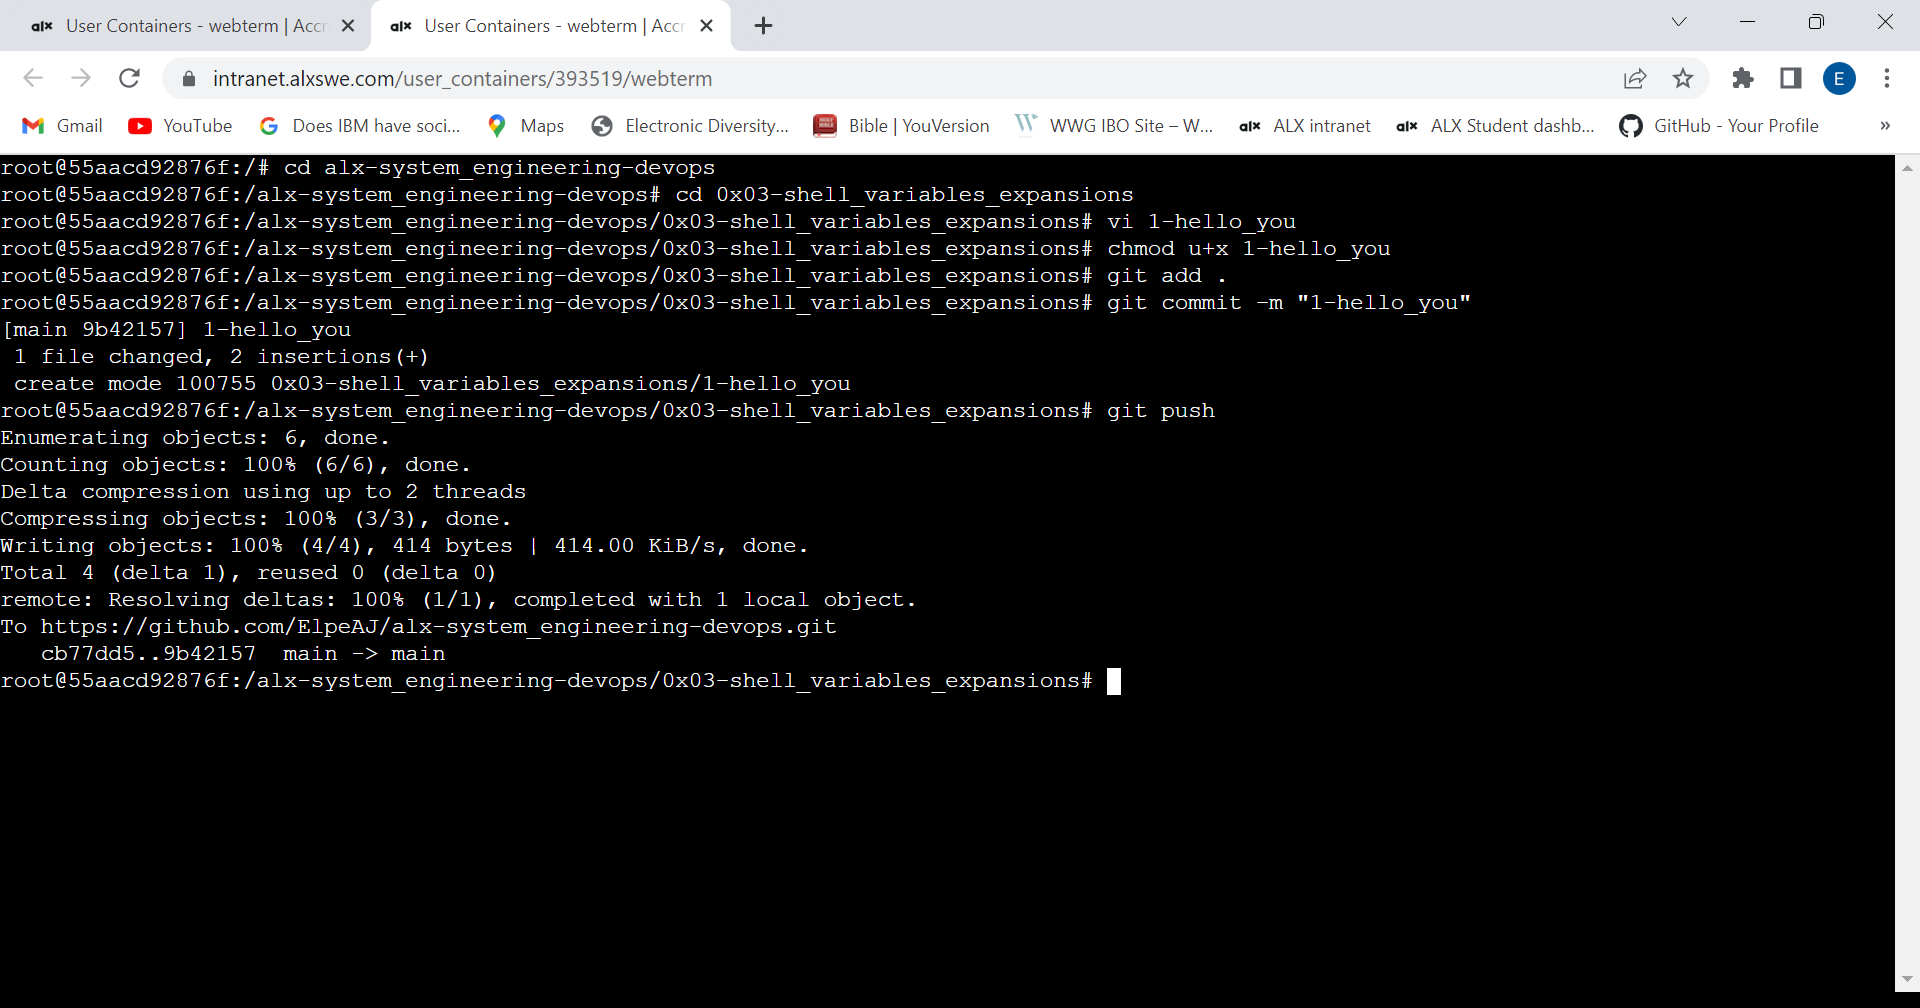 alx User Containers - webterm | Accr
alx User Containers - webterm | Accr
intranet.alxswe.com/user_containers/393519/webterm
E
Gmail YouTube Does IBM have soci... Maps Electronic Diversity... Bible | YouVersion WWG IBO Site – W... alx ALX intranet alx ALX Student dashb... GitHub - Your Profile »
root@55aacd92876f:/# cd alx-system_engineering-devops
root@55aacd92876f:/alx-system_engineering-devops# cd 0x03-shell_variables_expansions
root@55aacd92876f:/alx-system_engineering-devops/0x03-shell_variables_expansions# vi 1-hello_you
root@55aacd92876f:/alx-system_engineering-devops/0x03-shell_variables_expansions# chmod u+x 1-hello_you
root@55aacd92876f:/alx-system_engineering-devops/0x03-shell_variables_expansions# git add .
root@55aacd92876f:/alx-system_engineering-devops/0x03-shell_variables_expansions# git commit -m "1-hello_you"
[main 9b42157] 1-hello_you
 1 file changed, 2 insertions(+)
 create mode 100755 0x03-shell_variables_expansions/1-hello_you
root@55aacd92876f:/alx-system_engineering-devops/0x03-shell_variables_expansions# git push
Enumerating objects: 6, done.
Counting objects: 100% (6/6), done.
Delta compression using up to 2 threads
Compressing objects: 100% (3/3), done.
Writing objects: 100% (4/4), 414 bytes | 414.00 KiB/s, done.
Total 4 (delta 1), reused 0 (delta 0)
remote: Resolving deltas: 100% (1/1), completed with 1 local object.
To https://github.com/ElpeAJ/alx-system_engineering-devops.git
   cb77dd5..9b42157  main -> main
root@55aacd92876f:/alx-system_engineering-devops/0x03-shell_variables_expansions#